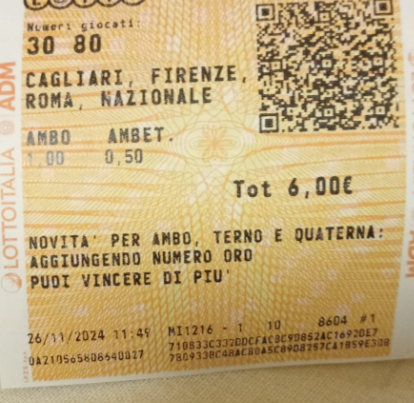 Numeri giocati:
30 80
CAGLIARI, FIRENZE,
ROMA, NAZIONALE
AMBO AMBET.
1,00 0,50
Tot 6,00€
NOVITA' PER AMBO, TERNO E QUATERNA:
AGGIUNGENDO NUMERO ORO
PUOI VINCERE DI PIU'
26/11/2024 11:49 MI1216 - 1 10 8604 #1
LOTTOITALIA ADM